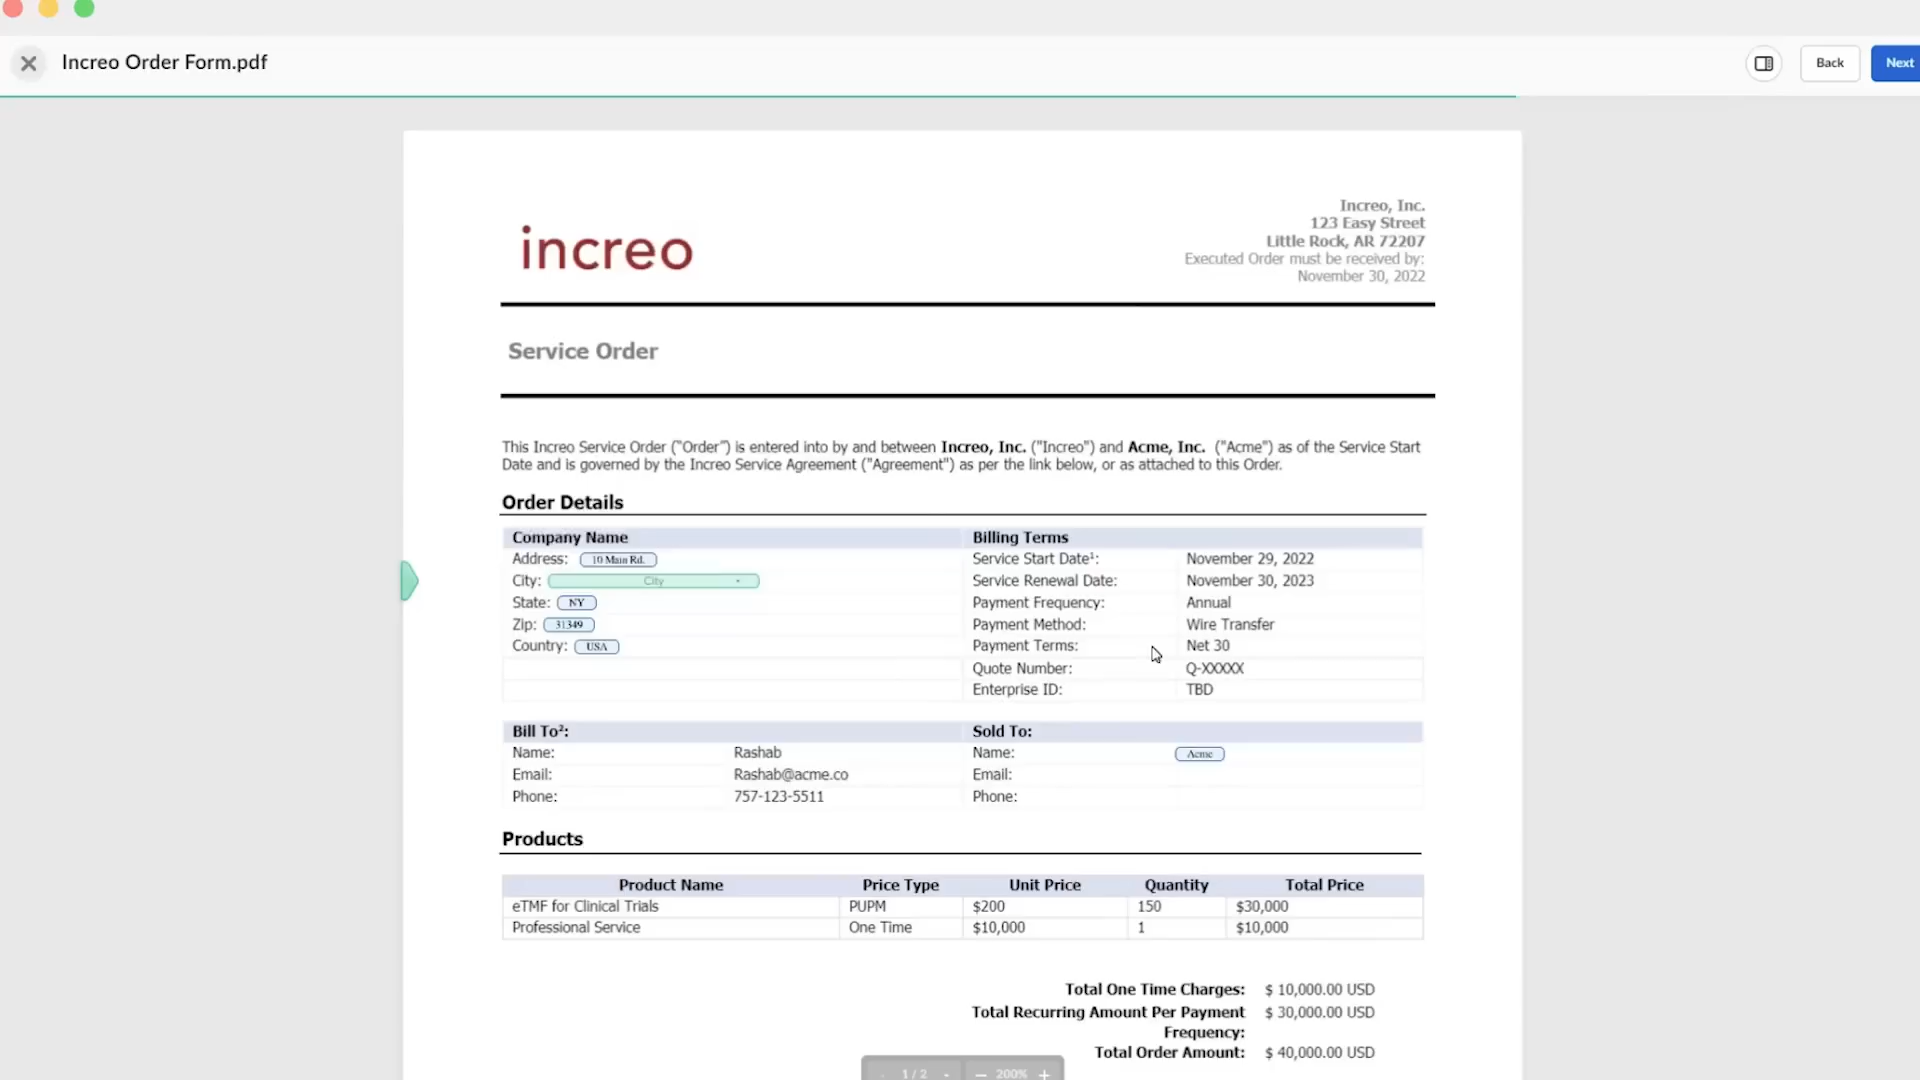 Increo Order Form.pdf
Back
Next
increo
Increo, Inc.
123 Easy Street
Little Rock, AR 72207
Executed Order must be received by:
November 30, 2022
Service Order
This Increo Service Order ("Order") is entered into by and between Increo, Inc. ("Increo") and Acme, Inc. ("Acme") as of the Service Start
Date and is governed by the Increo Service Agreement ("Agreement") as per the link below, or as attached to this Order.
Order Details
Company Name Billing Terms
Address: 10 Main Rd. Service Start Date¹: November 29, 2022
City: City Service Renewal Date: November 30, 2023
State: NY Payment Frequency: Annual
Zip: 31349 Payment Method: Wire Transfer
Country: USA Payment Terms: Net 30
Quote Number: Q-XXXXX
Enterprise ID: TBD
Bill To²: Sold To:
Name: Rashab Name: Acme
Email: Rashab@acme.co Email:
Phone: 757-123-5511 Phone:
Products
Product Name Price Type Unit Price Quantity Total Price
eTMF for Clinical Trials PUPM $200 150 $30,000
Professional Service One Time $10,000 1 $10,000
Total One Time Charges: $ 10,000.00 USD
Total Recurring Amount Per Payment $ 30,000.00 USD
Frequency:
Total Order Amount: $ 40,000.00 USD
1 / 2 200%